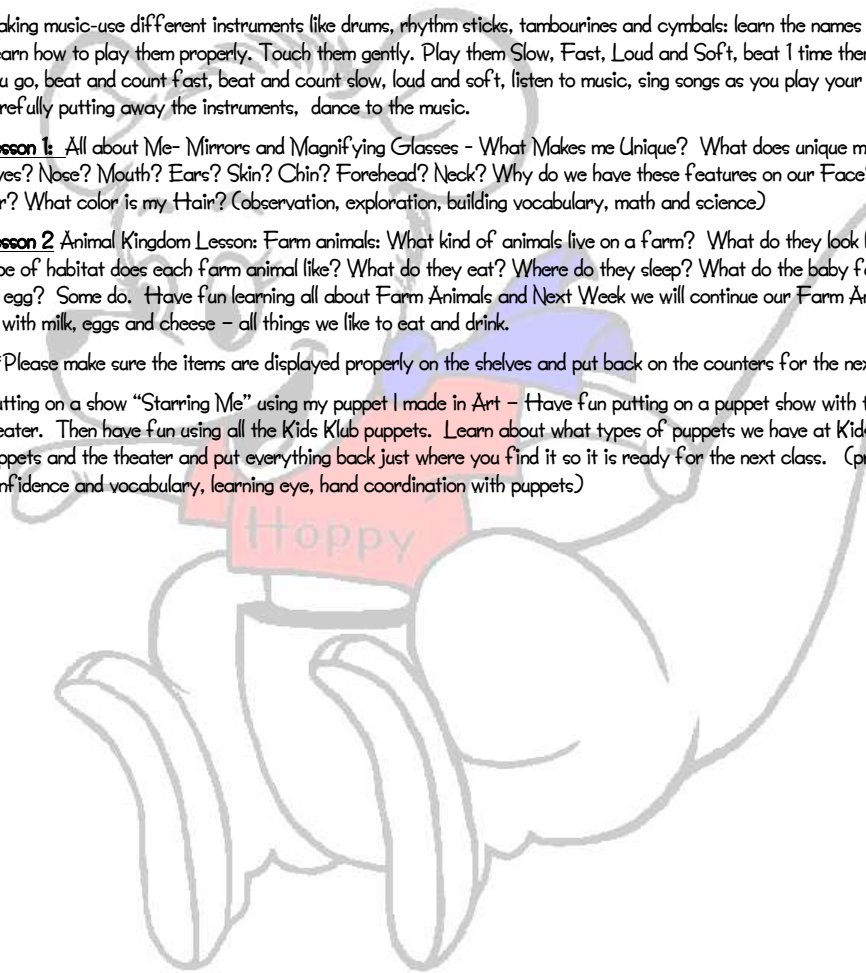 aking music-use different instruments like drums, rhythm sticks, tambourines and cymbals: learn the names
earn how to play them properly. Touch them gently. Play them Slow, Fast, Loud and Soft, beat 1 time then
u go, beat and count fast, beat and count slow, loud and soft, listen to music, sing songs as you play your
refully putting away the instruments, dance to the music.
esson 1: All about Me- Mirrors and Magnifying Glasses - What Makes me Unique? What does unique m
yes? Nose? Mouth? Ears? Skin? Chin? Forehead? Neck? Why do we have these features on our Face?
r? What color is my Hair? (observation, exploration, building vocabulary, math and science)
esson 2 Animal Kingdom Lesson: Farm animals: What kind of animals live on a farm? What do they look l
pe of habitat does each farm animal like? What do they eat? Where do they sleep? What do the baby fa
egg? Some do. Have fun learning all about Farm Animals and Next Week we will continue our Farm An
with milk, eggs and cheese – all things we like to eat and drink.
*Please make sure the items are displayed properly on the shelves and put back on the counters for the nex
utting on a show “Starring Me” using my puppet I made in Art – Have fun putting on a puppet show with t
eater. Then have fun using all the Kids Klub puppets. Learn about what types of puppets we have at Kids
ppets and the theater and put everything back just where you find it so it is ready for the next class. (pr
nfidence and vocabulary, learning eye, hand coordination with puppets)
Hoppy